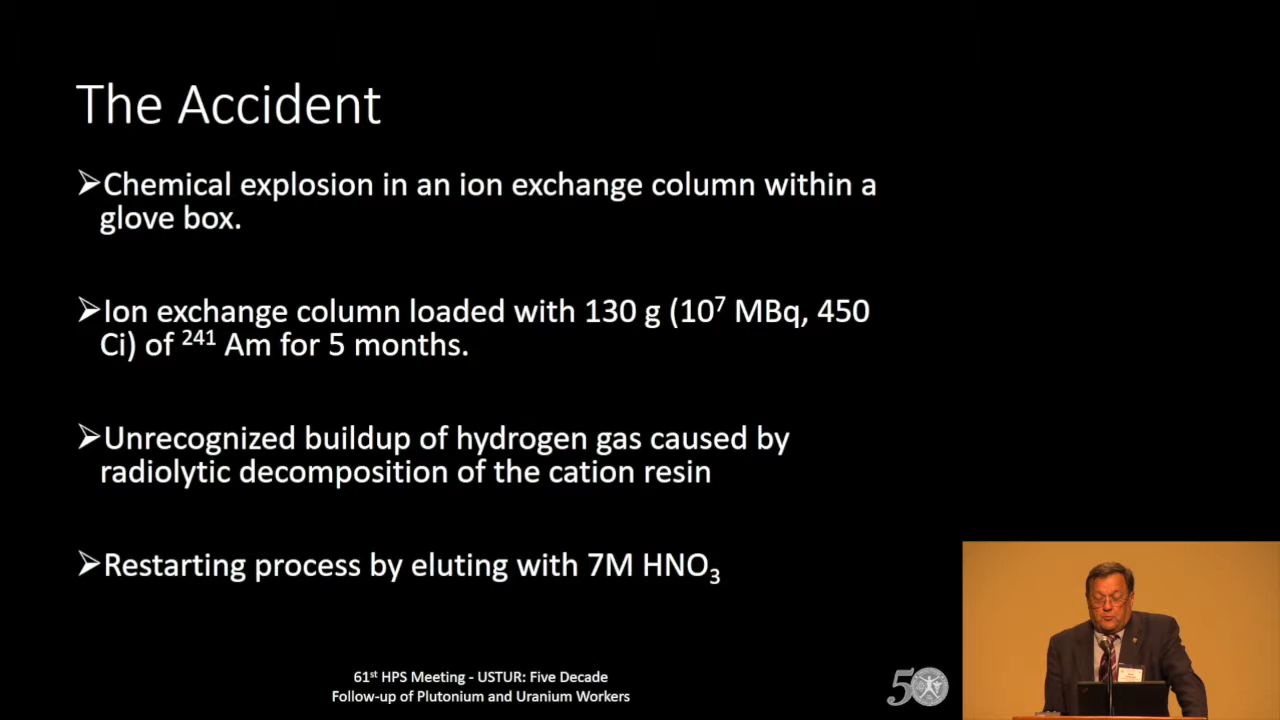 The Accident
➢Chemical explosion in an ion exchange column within a
glove box.
➢Ion exchange column loaded with 130 g (10⁷ MBq, 450
Ci) of ²⁴¹ Am for 5 months.
➢Unrecognized buildup of hydrogen gas caused by
radiolytic decomposition of the cation resin
➢Restarting process by eluting with 7M HNO₃
61ˢᵗ HPS Meeting - USTUR: Five Decade
Follow-up of Plutonium and Uranium Workers
50